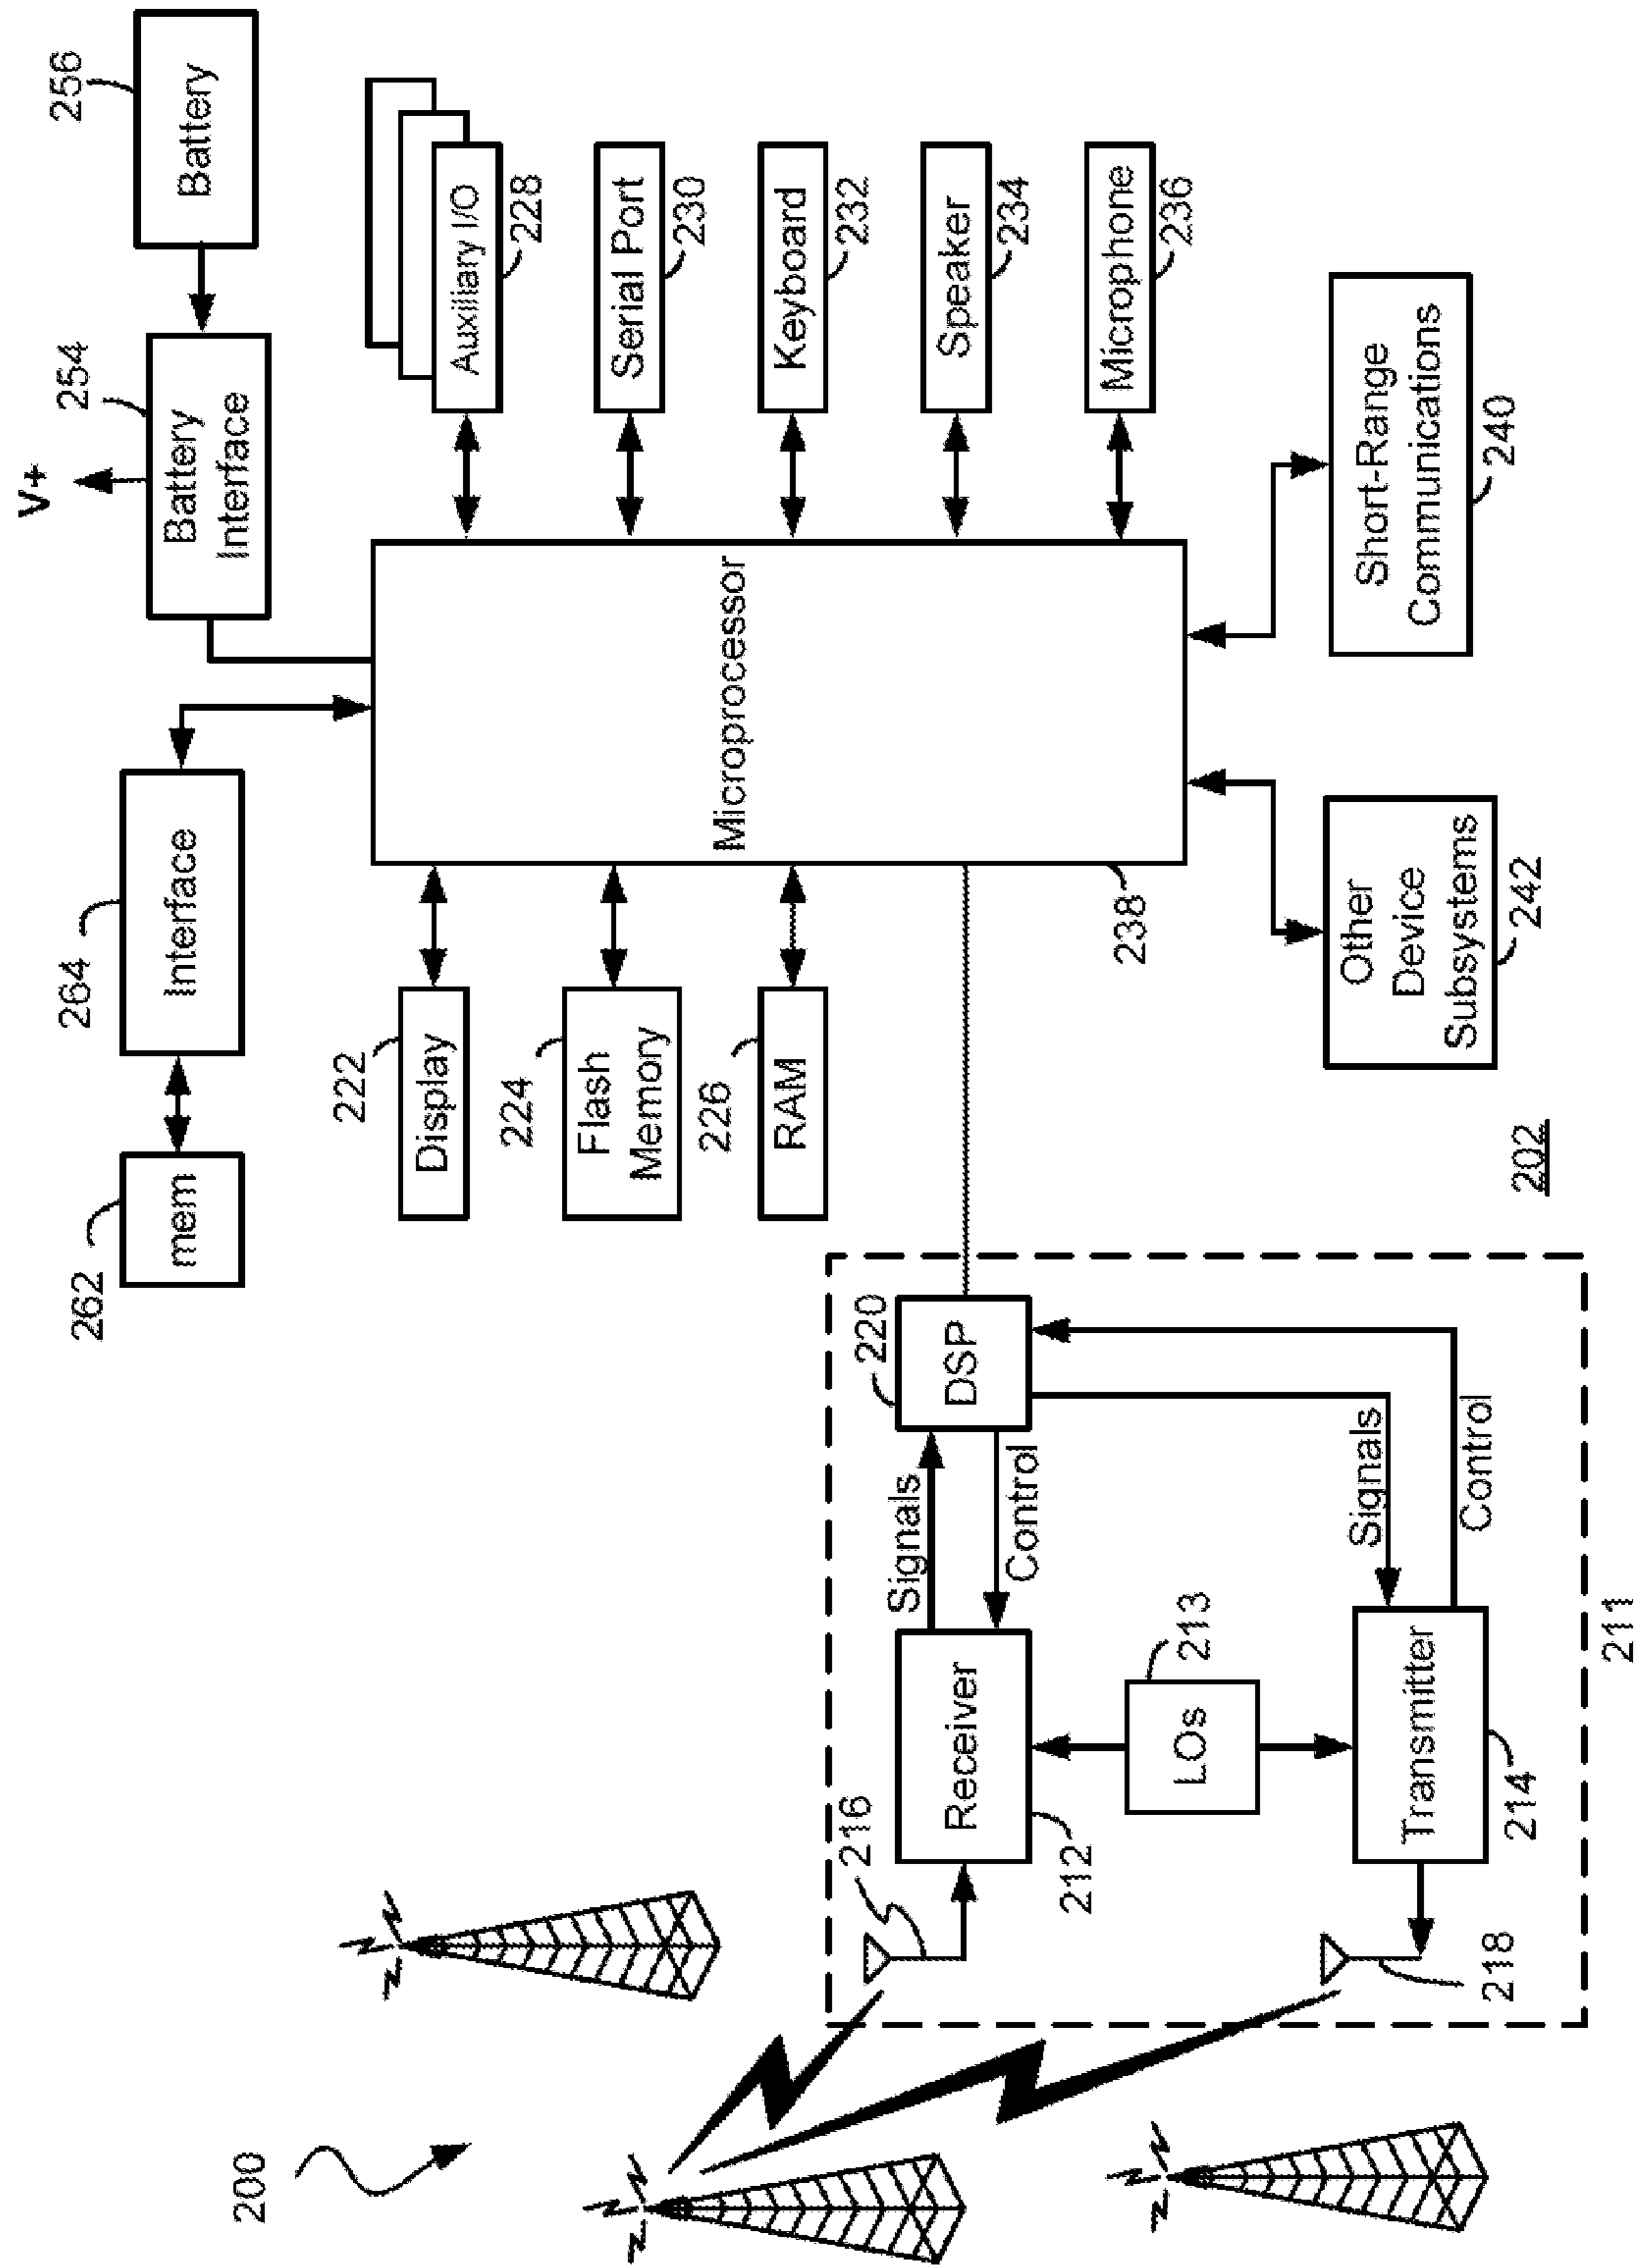 200
262
mem
264
Interface
V+
254
Battery
Interface
256
Battery
222
Display
224
Flash
Memory
226
RAM
Microprocessor
238
Auxiliary I/O
228
Serial Port
230
Keyboard
232
Speaker
234
Microphone
236
216
Receiver
212
Signals
Control
220
DSP
213
LOs
Signals
Control
Transmitter
214
218
211
202
Other
Device
Subsystems
242
Short-Range
Communications
240